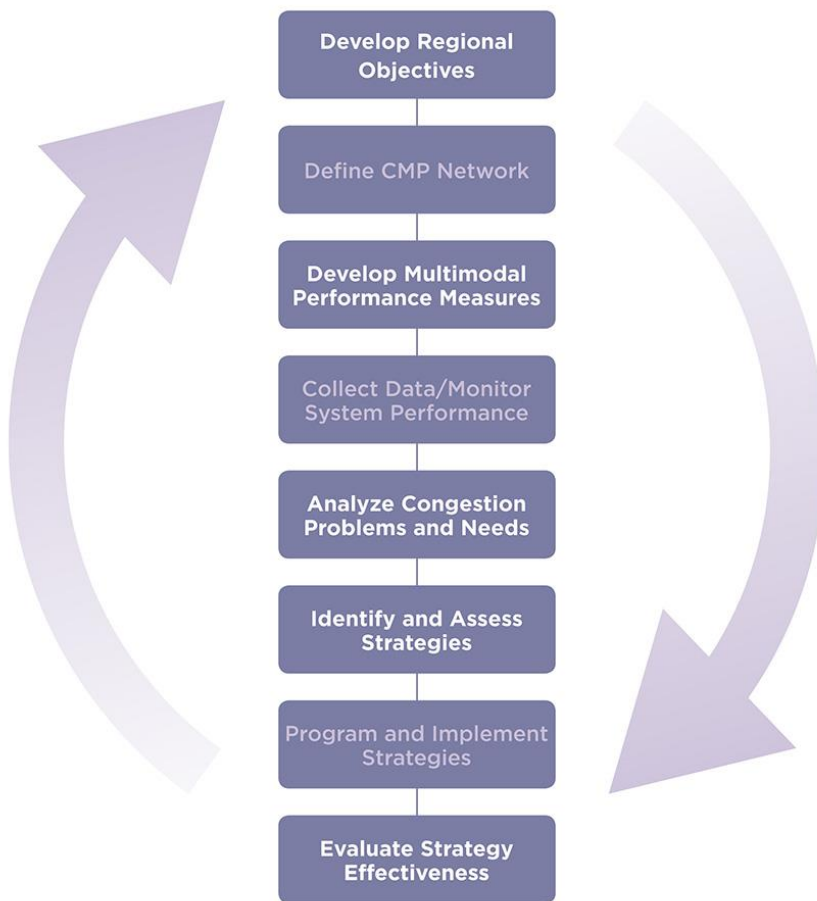 Develop Regional
Objectives
Define CMP Network
Develop Multimodal
Performance Measures
Collect Data/Monitor
System Performance
Analyze Congestion
Problems and Needs
Identify and Assess
Strategies
Program and Implement
Strategies
Evaluate Strategy
Effectiveness